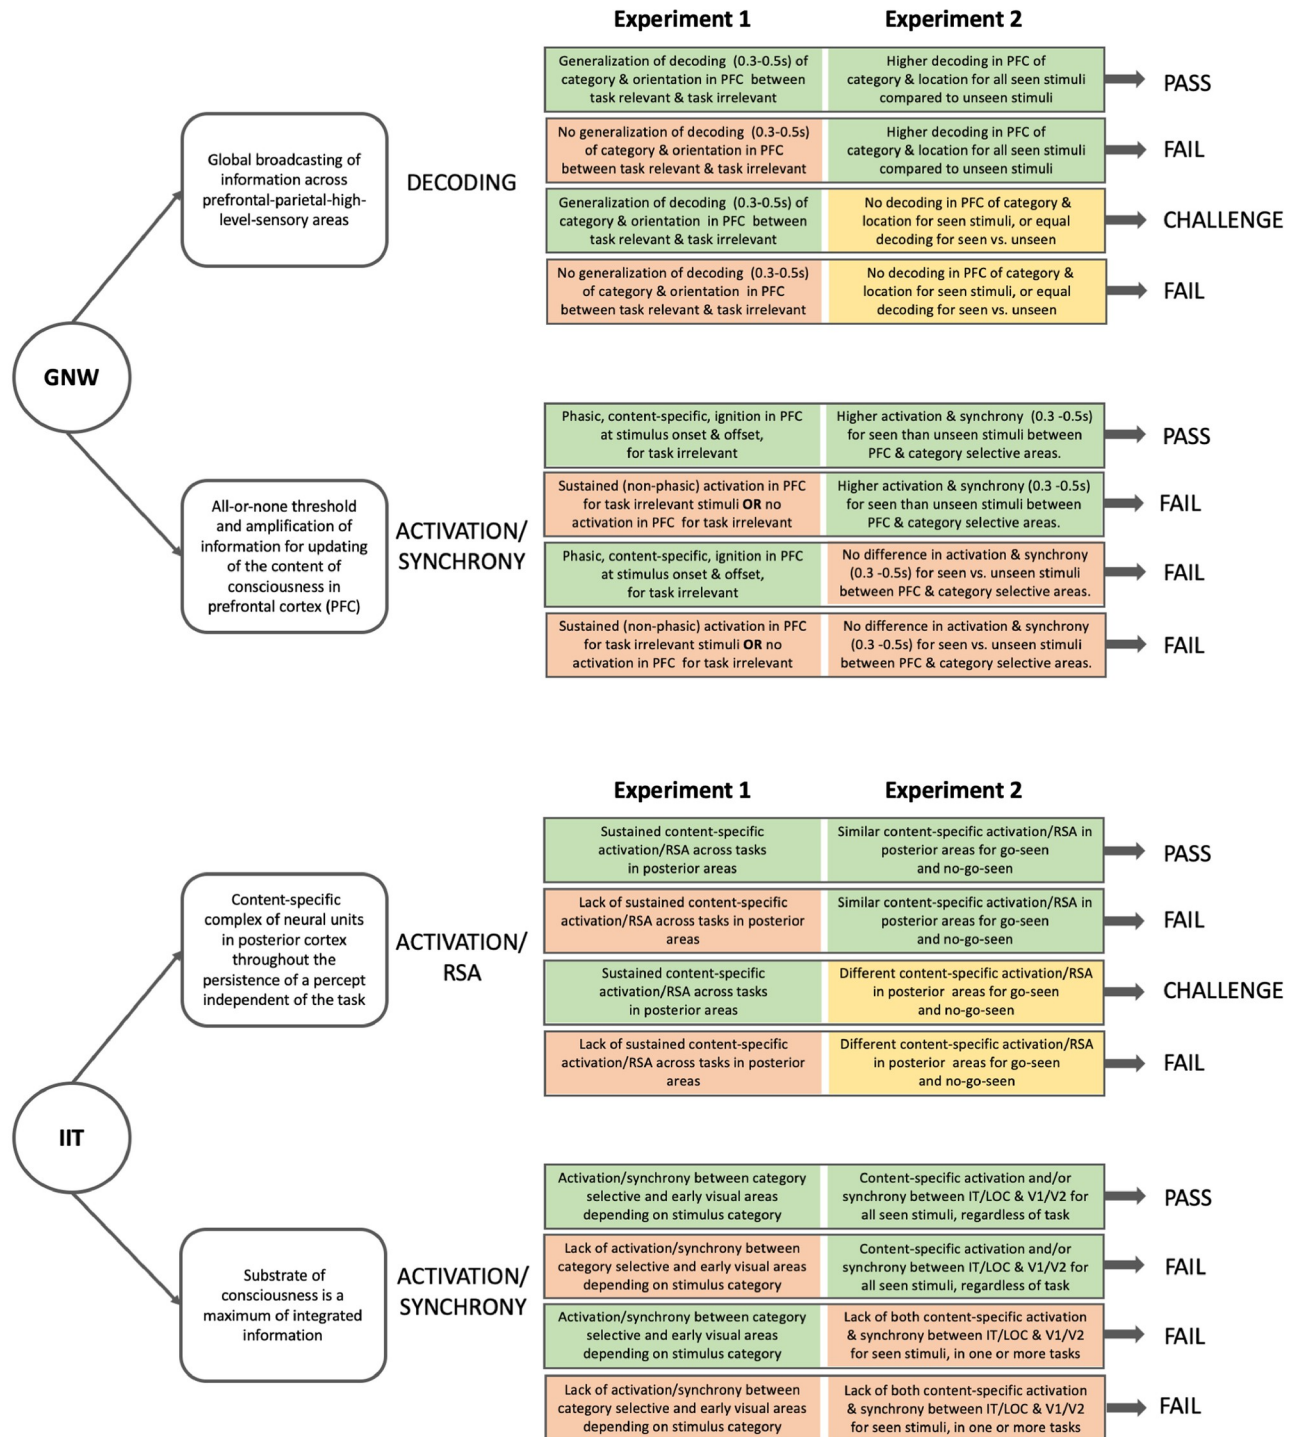 Experiment 1
Experiment 2
GNW
Global broadcasting of
information across
prefrontal-parietal-high-
level-sensory areas
DECODING
Generalization of decoding (0.3-0.5s) of
category & orientation in PFC between
task relevant & task irrelevant
Higher decoding in PFC of
category & location for all seen stimuli
compared to unseen stimuli
PASS
No generalization of decoding (0.3-0.5s)
of category & orientation in PFC
between task relevant & task irrelevant
Higher decoding in PFC of
category & location for all seen stimuli
compared to unseen stimuli
FAIL
Generalization of decoding (0.3-0.5s) of
category & orientation in PFC between
task relevant & task irrelevant
No decoding in PFC of category &
location for seen stimuli, or equal
decoding for seen vs. unseen
CHALLENGE
No generalization of decoding (0.3-0.5s)
of category & orientation in PFC
between task relevant & task irrelevant
No decoding in PFC of category &
location for seen stimuli, or equal
decoding for seen vs. unseen
FAIL
All-or-none threshold
and amplification of
information for updating
of the content of
consciousness in
prefrontal cortex (PFC)
ACTIVATION/
SYNCHRONY
Phasic, content-specific, ignition in PFC
at stimulus onset & offset,
for task irrelevant
Higher activation & synchrony (0.3 -0.5s)
for seen than unseen stimuli between
PFC & category selective areas.
PASS
Sustained (non-phasic) activation in PFC
for task irrelevant stimuli OR no
activation in PFC for task irrelevant
Higher activation & synchrony (0.3 -0.5s)
for seen than unseen stimuli between
PFC & category selective areas.
FAIL
Phasic, content-specific, ignition in PFC
at stimulus onset & offset,
for task irrelevant
No difference in activation & synchrony
(0.3 -0.5s) for seen vs. unseen stimuli
between PFC & category selective areas.
FAIL
Sustained (non-phasic) activation in PFC
for task irrelevant stimuli OR no
activation in PFC for task irrelevant
No difference in activation & synchrony
(0.3 -0.5s) for seen vs. unseen stimuli
between PFC & category selective areas.
FAIL
Experiment 1
Experiment 2
IIT
Content-specific
complex of neural units
in posterior cortex
throughout the
persistence of a percept
independent of the task
ACTIVATION/
RSA
Sustained content-specific
activation/RSA across tasks
in posterior areas
Similar content-specific activation/RSA in
posterior areas for go-seen
and no-go-seen
PASS
Lack of sustained content-specific
activation/RSA across tasks in posterior
areas
Similar content-specific activation/RSA in
posterior areas for go-seen
and no-go-seen
FAIL
Sustained content-specific
activation/RSA across tasks
in posterior areas
Different content-specific activation/RSA
in posterior areas for go-seen
and no-go-seen
CHALLENGE
Lack of sustained content-specific
activation/RSA across tasks in posterior
areas
Different content-specific activation/RSA
in posterior areas for go-seen
and no-go-seen
FAIL
Substrate of
consciousness is a
maximum of integrated
information
ACTIVATION/
SYNCHRONY
Activation/synchrony between category
selective and early visual areas
depending on stimulus category
Content-specific activation and/or
synchrony between IT/LOC & V1/V2 for
all seen stimuli, regardless of task
PASS
Lack of activation/synchrony between
category selective and early visual areas
depending on stimulus category
Content-specific activation and/or
synchrony between IT/LOC & V1/V2 for
all seen stimuli, regardless of task
FAIL
Activation/synchrony between category
selective and early visual areas
depending on stimulus category
Lack of both content-specific activation
& synchrony between IT/LOC & V1/V2
for seen stimuli, in one or more tasks
FAIL
Lack of activation/synchrony between
category selective and early visual areas
depending on stimulus category
Lack of both content-specific activation
& synchrony between IT/LOC & V1/V2
for seen stimuli, in one or more tasks
FAIL